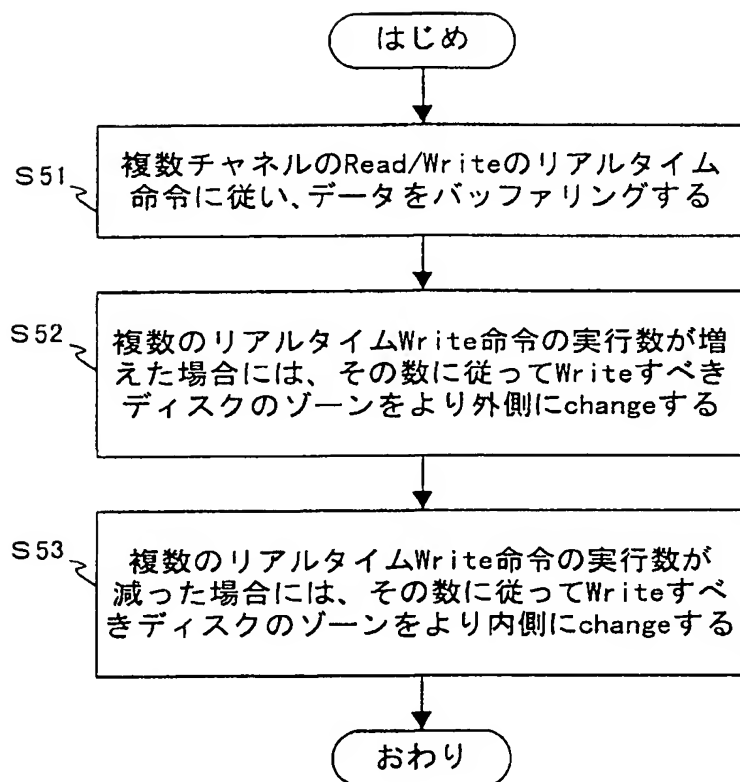 はじめ
S51
複数チャネルのRead/Writeのリアルタイム
命令に従い、データをバッファリングする
S52
複数のリアルタイムWrite命令の実行数が増
えた場合には、その数に従ってWriteすべき
ディスクのゾーンをより外側にchangeする
S53
複数のリアルタイムWrite命令の実行数が
減った場合には、その数に従ってWriteすべ
きディスクのゾーンをより内側にchangeする
おわり